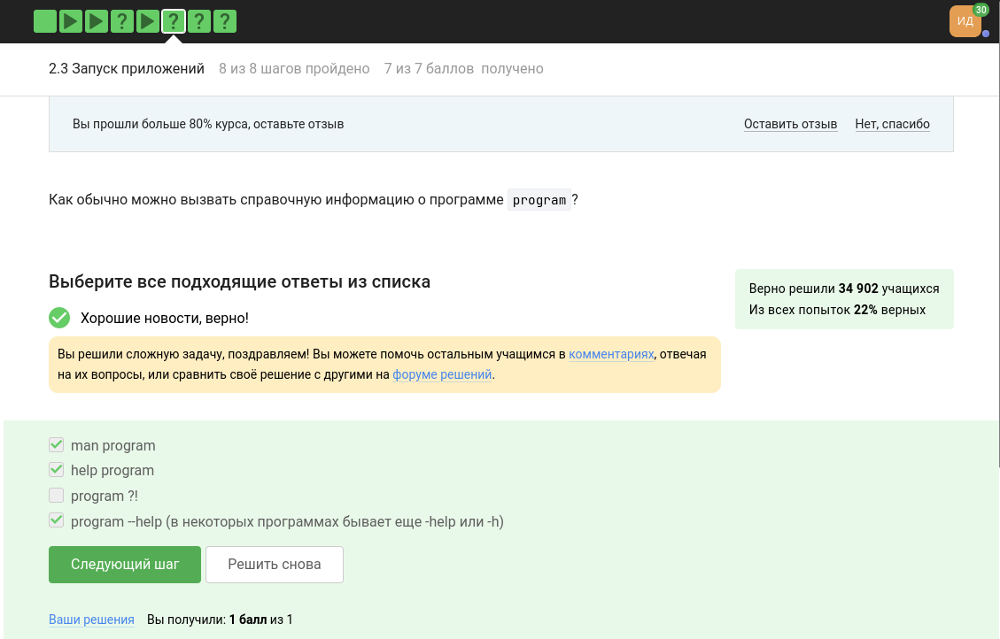 ? ? ? ?
ИД
30
2.3 Запуск приложений 8 из 8 шагов пройдено 7 из 7 баллов получено
Вы прошли больше 80% курса, оставьте отзыв Оставить отзыв Нет, спасибо
Как обычно можно вызвать справочную информацию о программе program?
Выберите все подходящие ответы из списка
Верно решили 34 902 учащихся
Из всех попыток 22% верных
Хорошие новости, верно!
Вы решили сложную задачу, поздравляем! Вы можете помочь остальным учащимся в комментариях, отвечая
на их вопросы, или сравнить своё решение с другими на форуме решений.
man program
help program
program ?!
program --help (в некоторых программах бывает еще -help или -h)
Следующий шаг Решить снова
Ваши решения Вы получили: 1 балл из 1